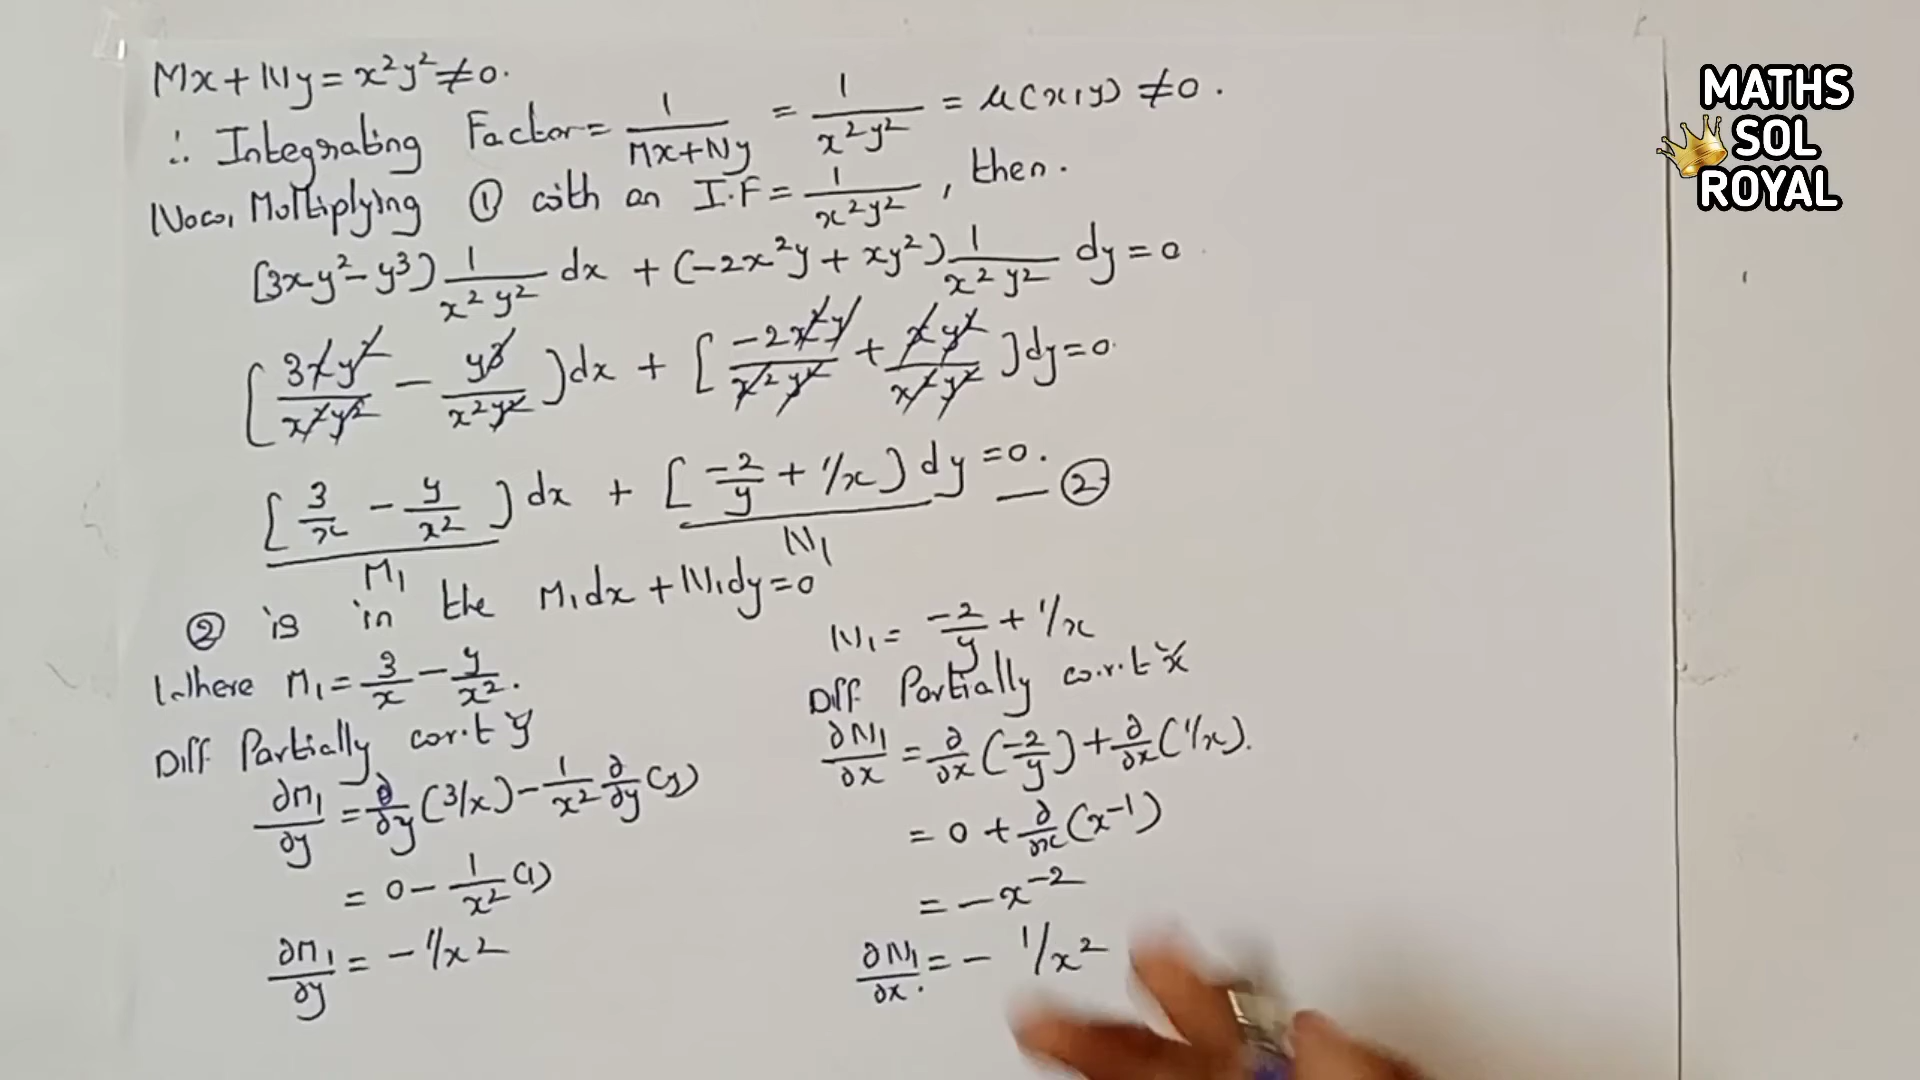 Mx + Ny = x²y² ≠ 0.
∴ Integrating Factor = 1/(Mx+Ny) = 1/(x²y²) = μ(x,y) ≠ 0.
Now, Multiplying ① with an I.F = 1/(x²y²), then.
(3xy² - y³) 1/(x²y²) dx + (-2x²y + xy²) 1/(x²y²) dy = 0
[3xy²/(x²y²) - y³/(x²y²)] dx + [-2x²y/(x²y²) + xy²/(x²y²)] dy = 0
[3/x - y/x²] dx + [-2/y + 1/x] dy = 0. — ②
M₁ N₁
② is in the M₁dx + N₁dy = 0
Where M₁ = 3/x - y/x².
Diff Partially w.r.t y
∂M₁/∂y = ∂/∂y (3/x) - 1/x² ∂/∂y (y)
= 0 - 1/x² (1)
∂M₁/∂y = -1/x²
N₁ = -2/y + 1/x
Diff Partially w.r.t x
∂N₁/∂x = ∂/∂x (-2/y) + ∂/∂x (1/x).
= 0 + ∂/∂x (x⁻¹)
= -x⁻²
∂N₁/∂x = - 1/x²
MATHS
SOL
ROYAL